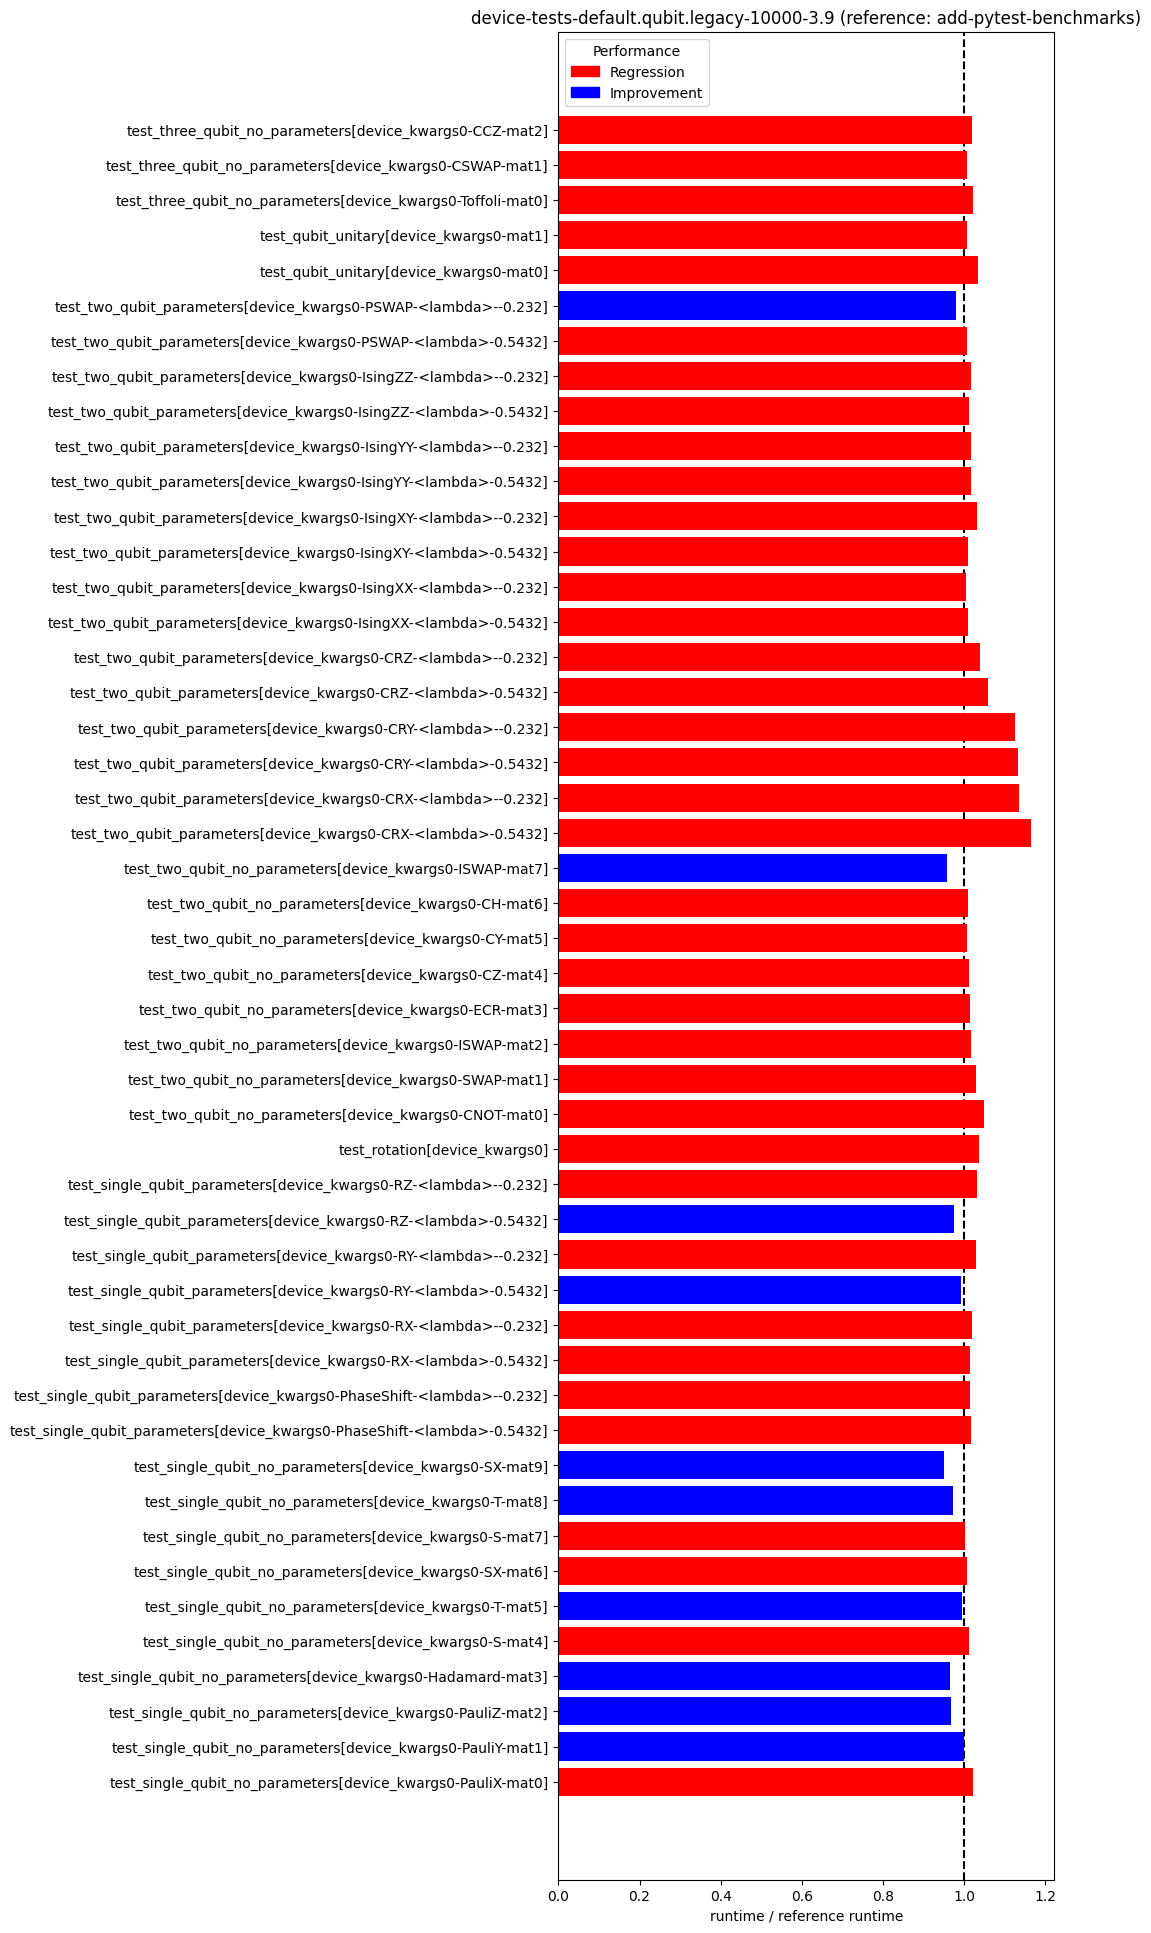 device-tests-default.qubit.legacy-10000-3.9 (reference: add-pytest-benchmarks)
Performance
Regression
Improvement
test_three_qubit_no_parameters[device_kwargs0-CCZ-mat2]
test_three_qubit_no_parameters[device_kwargs0-CSWAP-mat1]
test_three_qubit_no_parameters[device_kwargs0-Toffoli-mat0]
test_qubit_unitary[device_kwargs0-mat1]
test_qubit_unitary[device_kwargs0-mat0]
test_two_qubit_parameters[device_kwargs0-PSWAP-<lambda>--0.232]
test_two_qubit_parameters[device_kwargs0-PSWAP-<lambda>-0.5432]
test_two_qubit_parameters[device_kwargs0-IsingZZ-<lambda>--0.232]
test_two_qubit_parameters[device_kwargs0-IsingZZ-<lambda>-0.5432]
test_two_qubit_parameters[device_kwargs0-IsingYY-<lambda>--0.232]
test_two_qubit_parameters[device_kwargs0-IsingYY-<lambda>-0.5432]
test_two_qubit_parameters[device_kwargs0-IsingXY-<lambda>--0.232]
test_two_qubit_parameters[device_kwargs0-IsingXY-<lambda>-0.5432]
test_two_qubit_parameters[device_kwargs0-IsingXX-<lambda>--0.232]
test_two_qubit_parameters[device_kwargs0-IsingXX-<lambda>-0.5432]
test_two_qubit_parameters[device_kwargs0-CRZ-<lambda>--0.232]
test_two_qubit_parameters[device_kwargs0-CRZ-<lambda>-0.5432]
test_two_qubit_parameters[device_kwargs0-CRY-<lambda>--0.232]
test_two_qubit_parameters[device_kwargs0-CRY-<lambda>-0.5432]
test_two_qubit_parameters[device_kwargs0-CRX-<lambda>--0.232]
test_two_qubit_parameters[device_kwargs0-CRX-<lambda>-0.5432]
test_two_qubit_no_parameters[device_kwargs0-ISWAP-mat7]
test_two_qubit_no_parameters[device_kwargs0-CH-mat6]
test_two_qubit_no_parameters[device_kwargs0-CY-mat5]
test_two_qubit_no_parameters[device_kwargs0-CZ-mat4]
test_two_qubit_no_parameters[device_kwargs0-ECR-mat3]
test_two_qubit_no_parameters[device_kwargs0-ISWAP-mat2]
test_two_qubit_no_parameters[device_kwargs0-SWAP-mat1]
test_two_qubit_no_parameters[device_kwargs0-CNOT-mat0]
test_rotation[device_kwargs0]
test_single_qubit_parameters[device_kwargs0-RZ-<lambda>--0.232]
test_single_qubit_parameters[device_kwargs0-RZ-<lambda>-0.5432]
test_single_qubit_parameters[device_kwargs0-RY-<lambda>--0.232]
test_single_qubit_parameters[device_kwargs0-RY-<lambda>-0.5432]
test_single_qubit_parameters[device_kwargs0-RX-<lambda>--0.232]
test_single_qubit_parameters[device_kwargs0-RX-<lambda>-0.5432]
test_single_qubit_parameters[device_kwargs0-PhaseShift-<lambda>--0.232]
test_single_qubit_parameters[device_kwargs0-PhaseShift-<lambda>-0.5432]
test_single_qubit_no_parameters[device_kwargs0-SX-mat9]
test_single_qubit_no_parameters[device_kwargs0-T-mat8]
test_single_qubit_no_parameters[device_kwargs0-S-mat7]
test_single_qubit_no_parameters[device_kwargs0-SX-mat6]
test_single_qubit_no_parameters[device_kwargs0-T-mat5]
test_single_qubit_no_parameters[device_kwargs0-S-mat4]
test_single_qubit_no_parameters[device_kwargs0-Hadamard-mat3]
test_single_qubit_no_parameters[device_kwargs0-PauliZ-mat2]
test_single_qubit_no_parameters[device_kwargs0-PauliY-mat1]
test_single_qubit_no_parameters[device_kwargs0-PauliX-mat0]
0.0 0.2 0.4 0.6 0.8 1.0 1.2
runtime / reference runtime